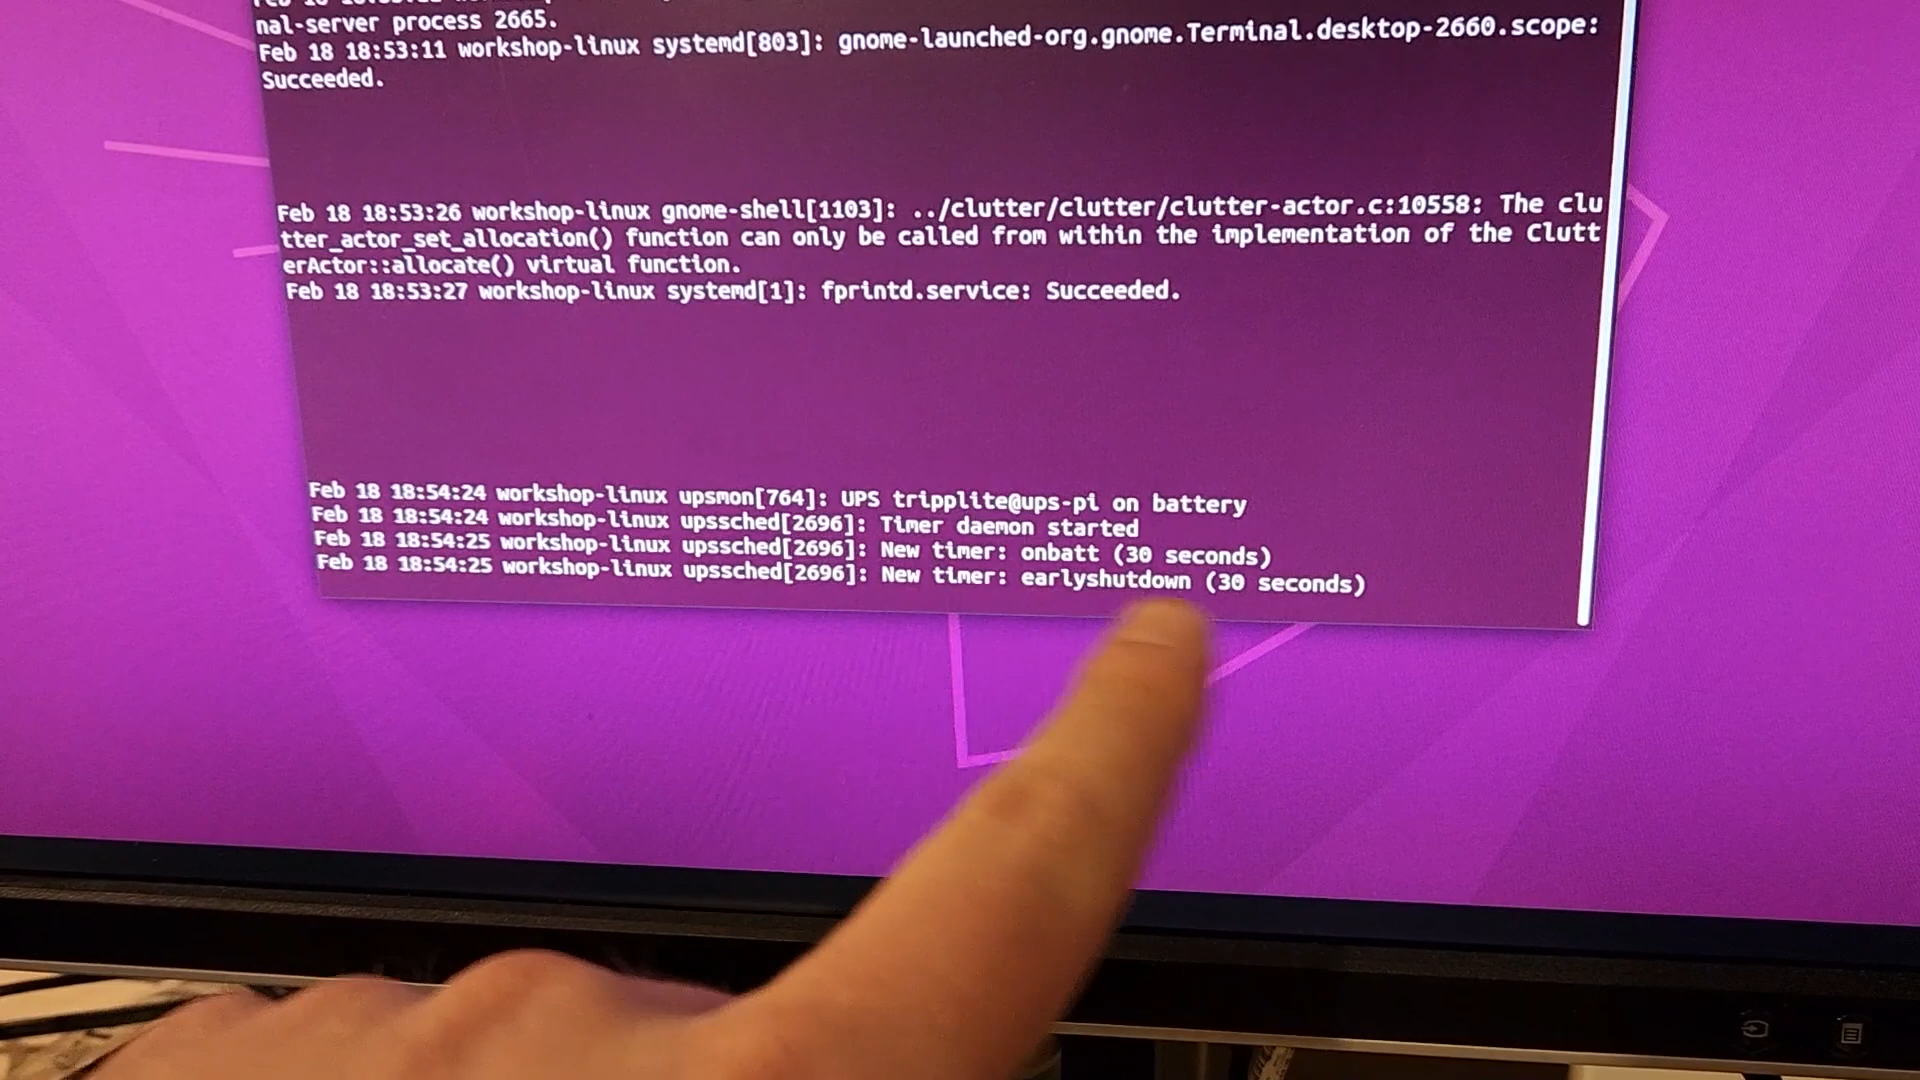 nal-server process 2665.
Feb 18 18:53:11 workshop-linux systemd[803]: gnome-launched-org.gnome.Terminal.desktop-2660.scope:
Succeeded.
Feb 18 18:53:26 workshop-linux gnome-shell[1103]: ../clutter/clutter/clutter-actor.c:10558: The clu
tter_actor_set_allocation() function can only be called from within the implementation of the Clutt
erActor::allocate() virtual function.
Feb 18 18:53:27 workshop-linux systemd[1]: fprintd.service: Succeeded.
Feb 18 18:54:24 workshop-linux upsmon[764]: UPS tripplite@ups-pi on battery
Feb 18 18:54:24 workshop-linux upssched[2696]: Timer daemon started
Feb 18 18:54:25 workshop-linux upssched[2696]: New timer: onbatt (30 seconds)
Feb 18 18:54:25 workshop-linux upssched[2696]: New timer: earlyshutdown (30 seconds)